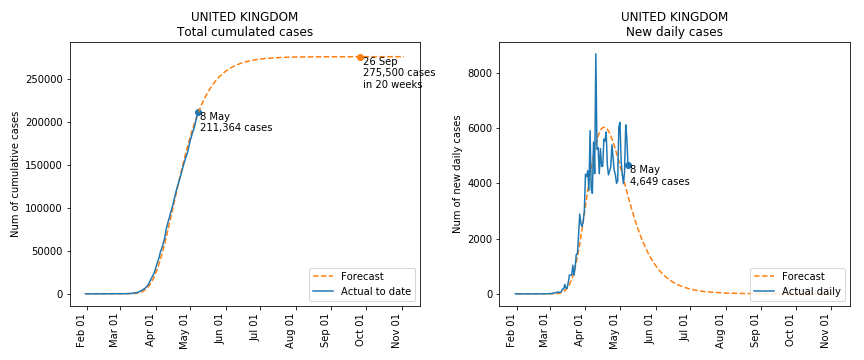 UNITED KINGDOM
Total cumulated cases
Num of cumulative cases
250000
200000
150000
100000
50000
0
26 Sep
275,500 cases
in 20 weeks
8 May
211,364 cases
Forecast
Actual to date
Feb 01
Mar 01
Apr 01
May 01
Jun 01
Jul 01
Aug 01
Sep 01
Oct 01
Nov 01
UNITED KINGDOM
New daily cases
Num of new daily cases
8000
6000
4000
2000
0
8 May
4,649 cases
Forecast
Actual daily
Feb 01
Mar 01
Apr 01
May 01
Jun 01
Jul 01
Aug 01
Sep 01
Oct 01
Nov 01